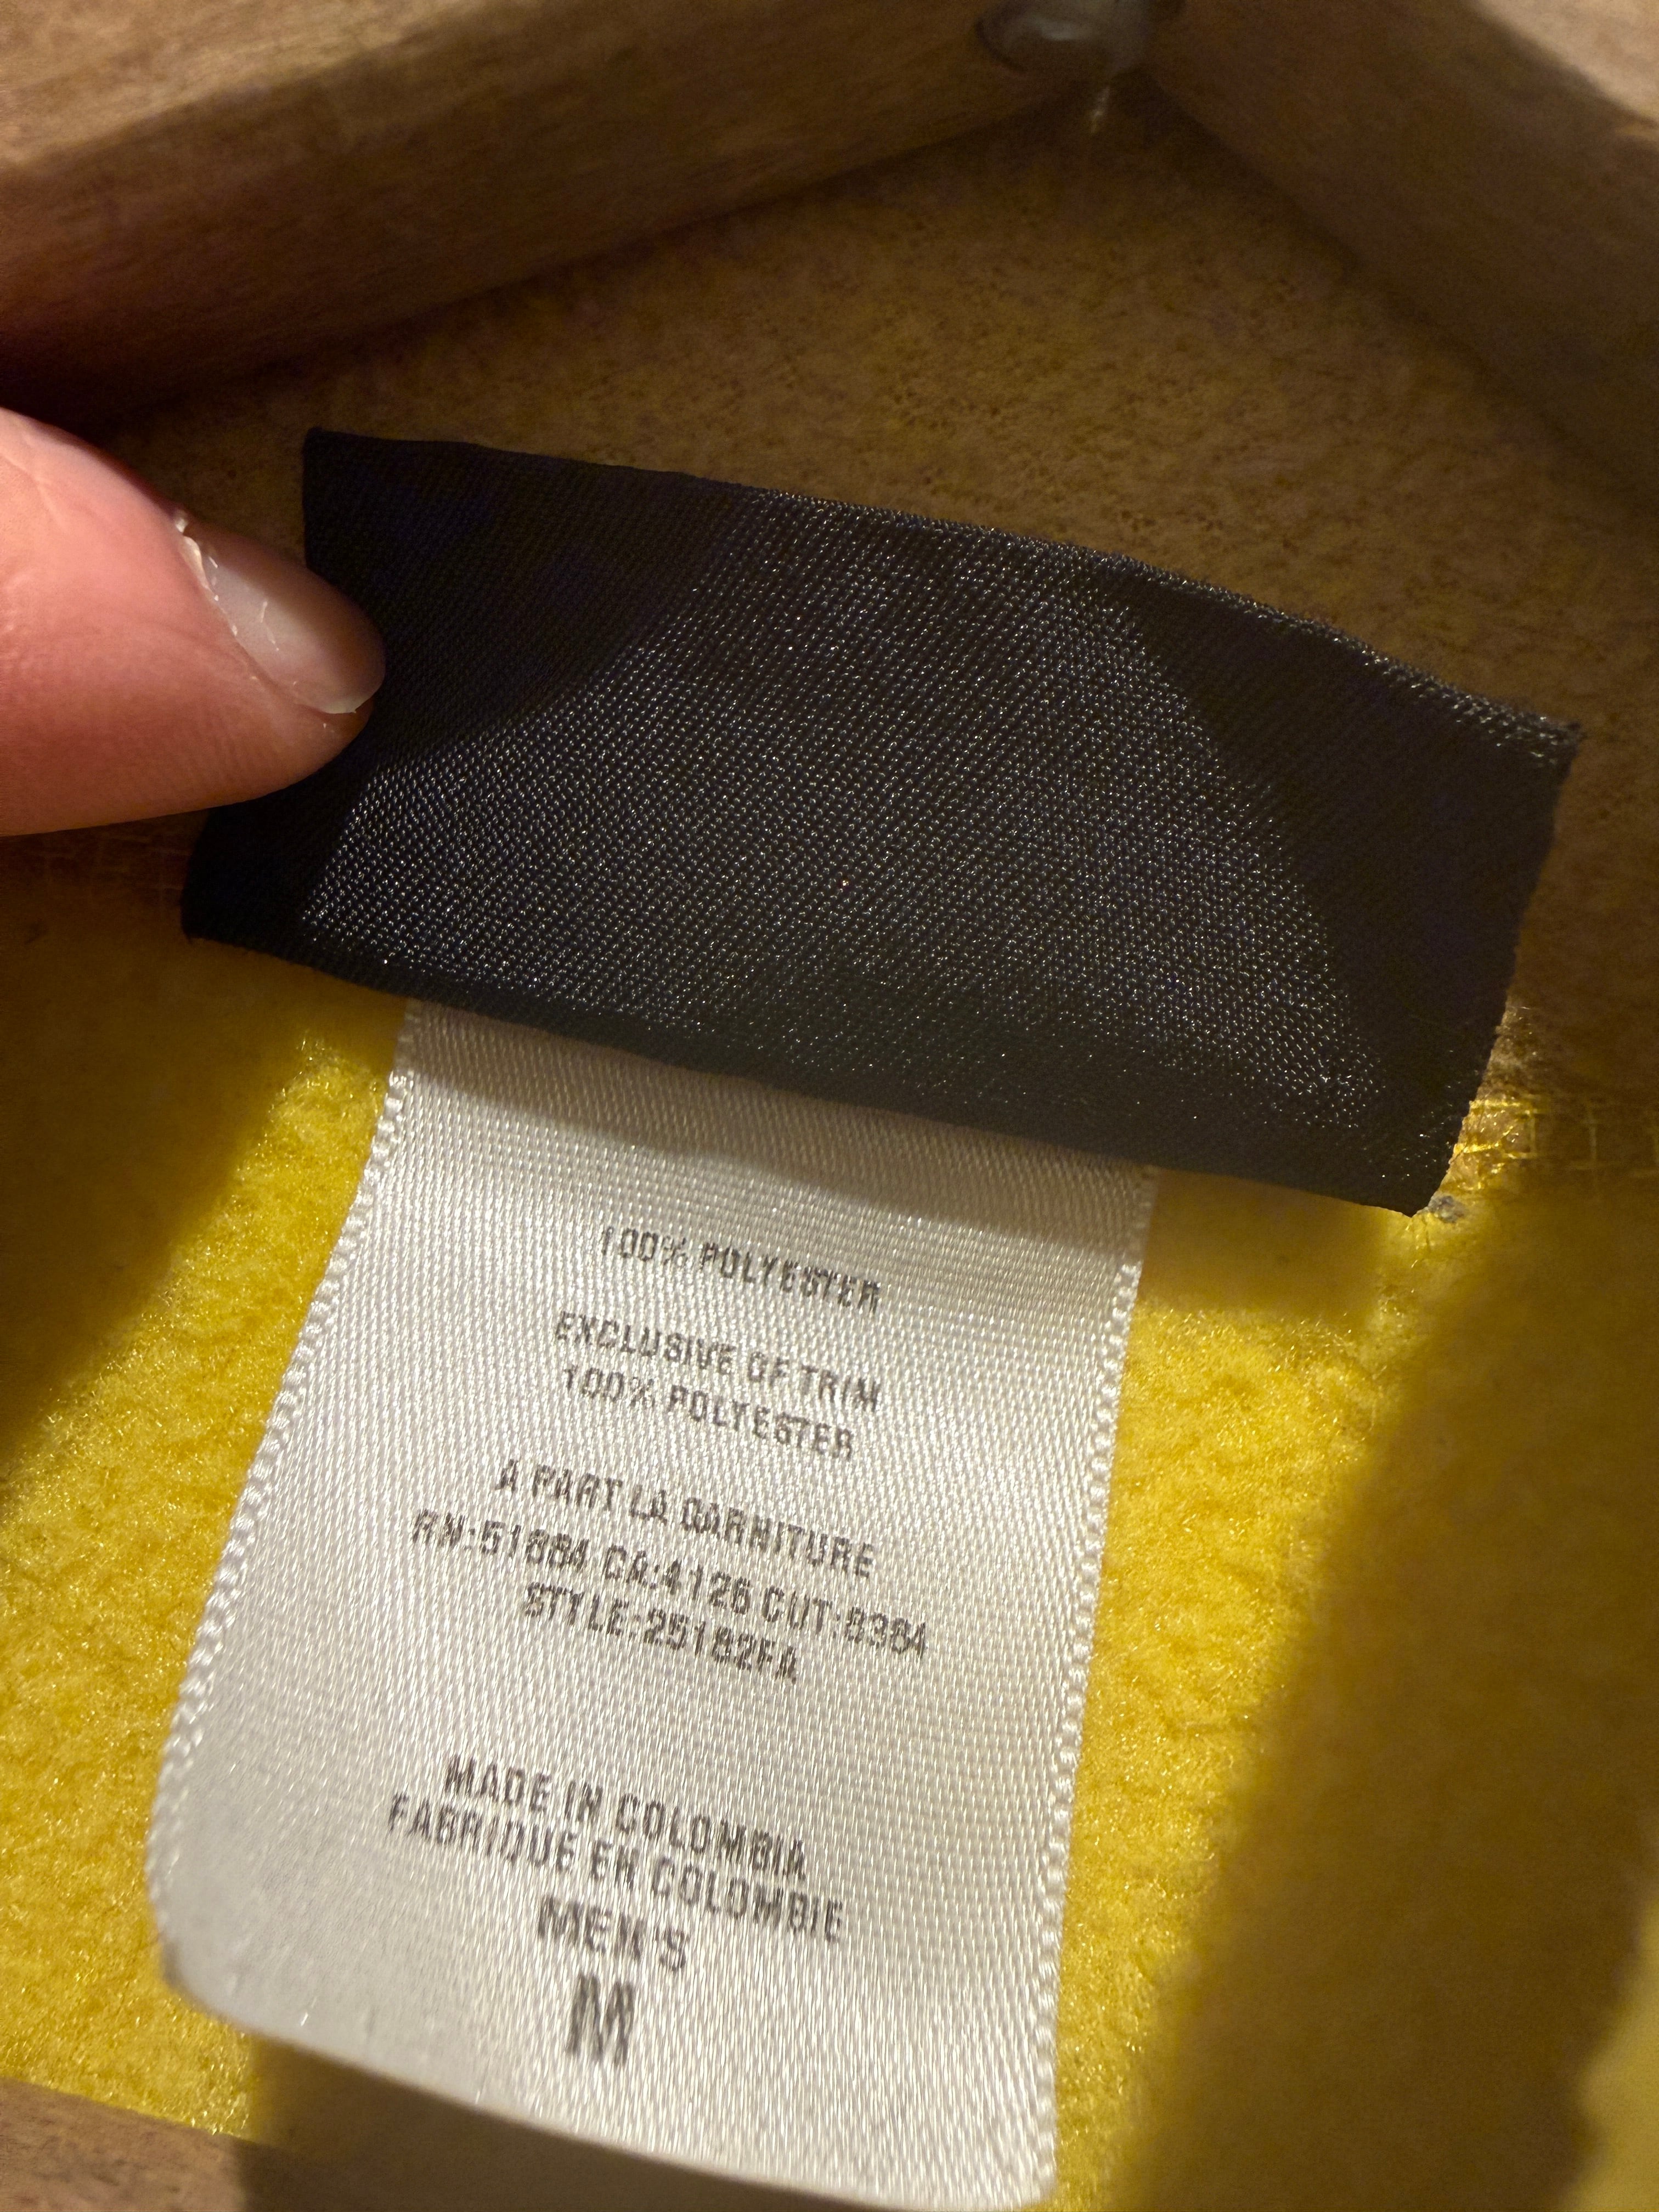 100% POLYESTER
EXCLUSIVE OF TRIM
100% POLYESTER
A PART LA GARNITURE
RN:51884 CA:4126 CUT:8364
STYLE:25182FA
MADE IN COLOMBIA
FABRIQUE EN COLOMBIE
MEN'S
M